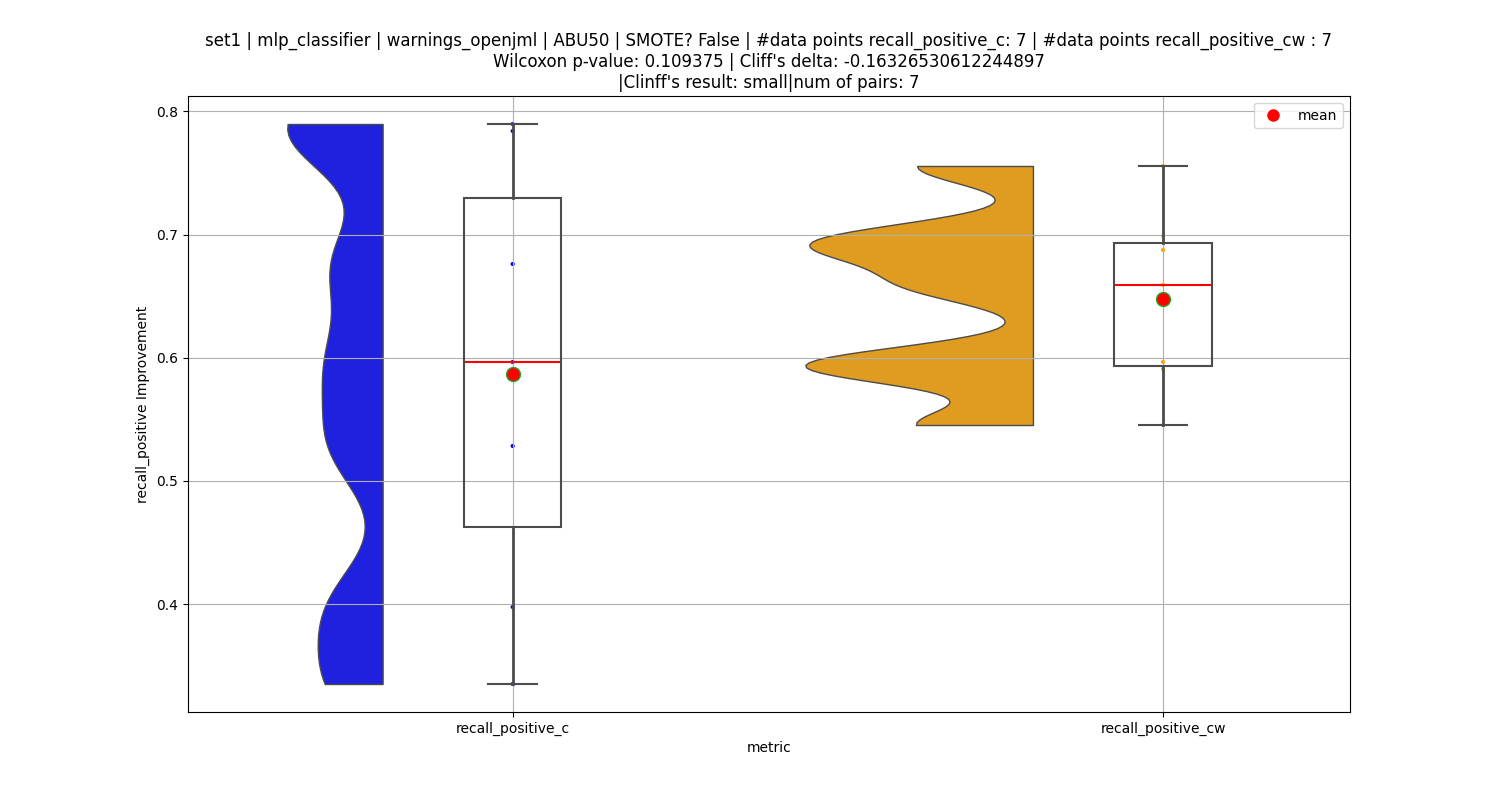 set1 | mlp_classifier | warnings_openjml | ABU50 | SMOTE? False | #data points recall_positive_c: 7 | #data points recall_positive_cw : 7
Wilcoxon p-value: 0.109375 | Cliff's delta: -0.16326530612244897
|Clinff's result: small|num of pairs: 7
mean
0.8
0.7
0.6
0.5
0.4
recall_positive Improvement
recall_positive_c
recall_positive_cw
metric